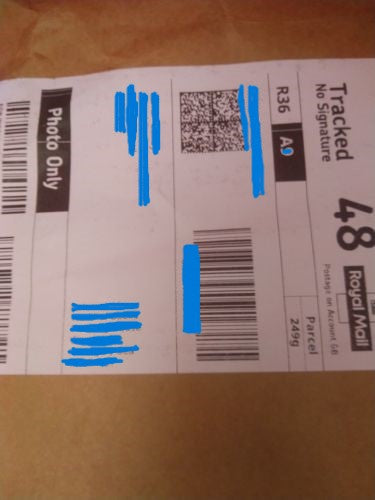 Tracked 48
No Signature
Royal Mail
Postage on Account GB
R36
Parcel
249g
Photo Only